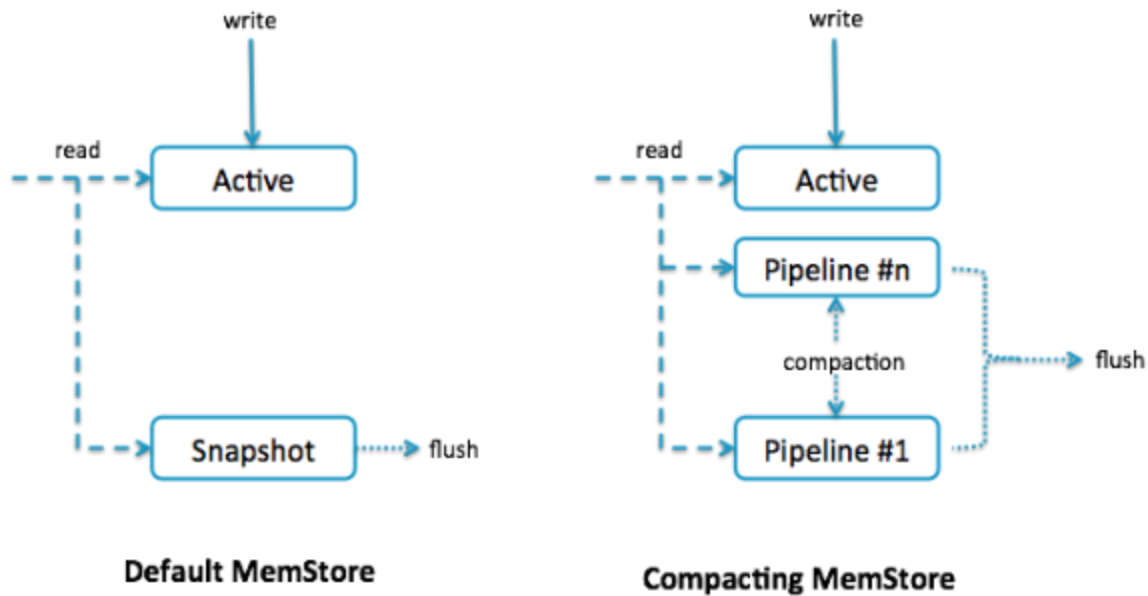 write
read
Active
Snapshot
flush
Default MemStore
write
read
Active
Pipeline #n
compaction
flush
Pipeline #1
Compacting MemStore